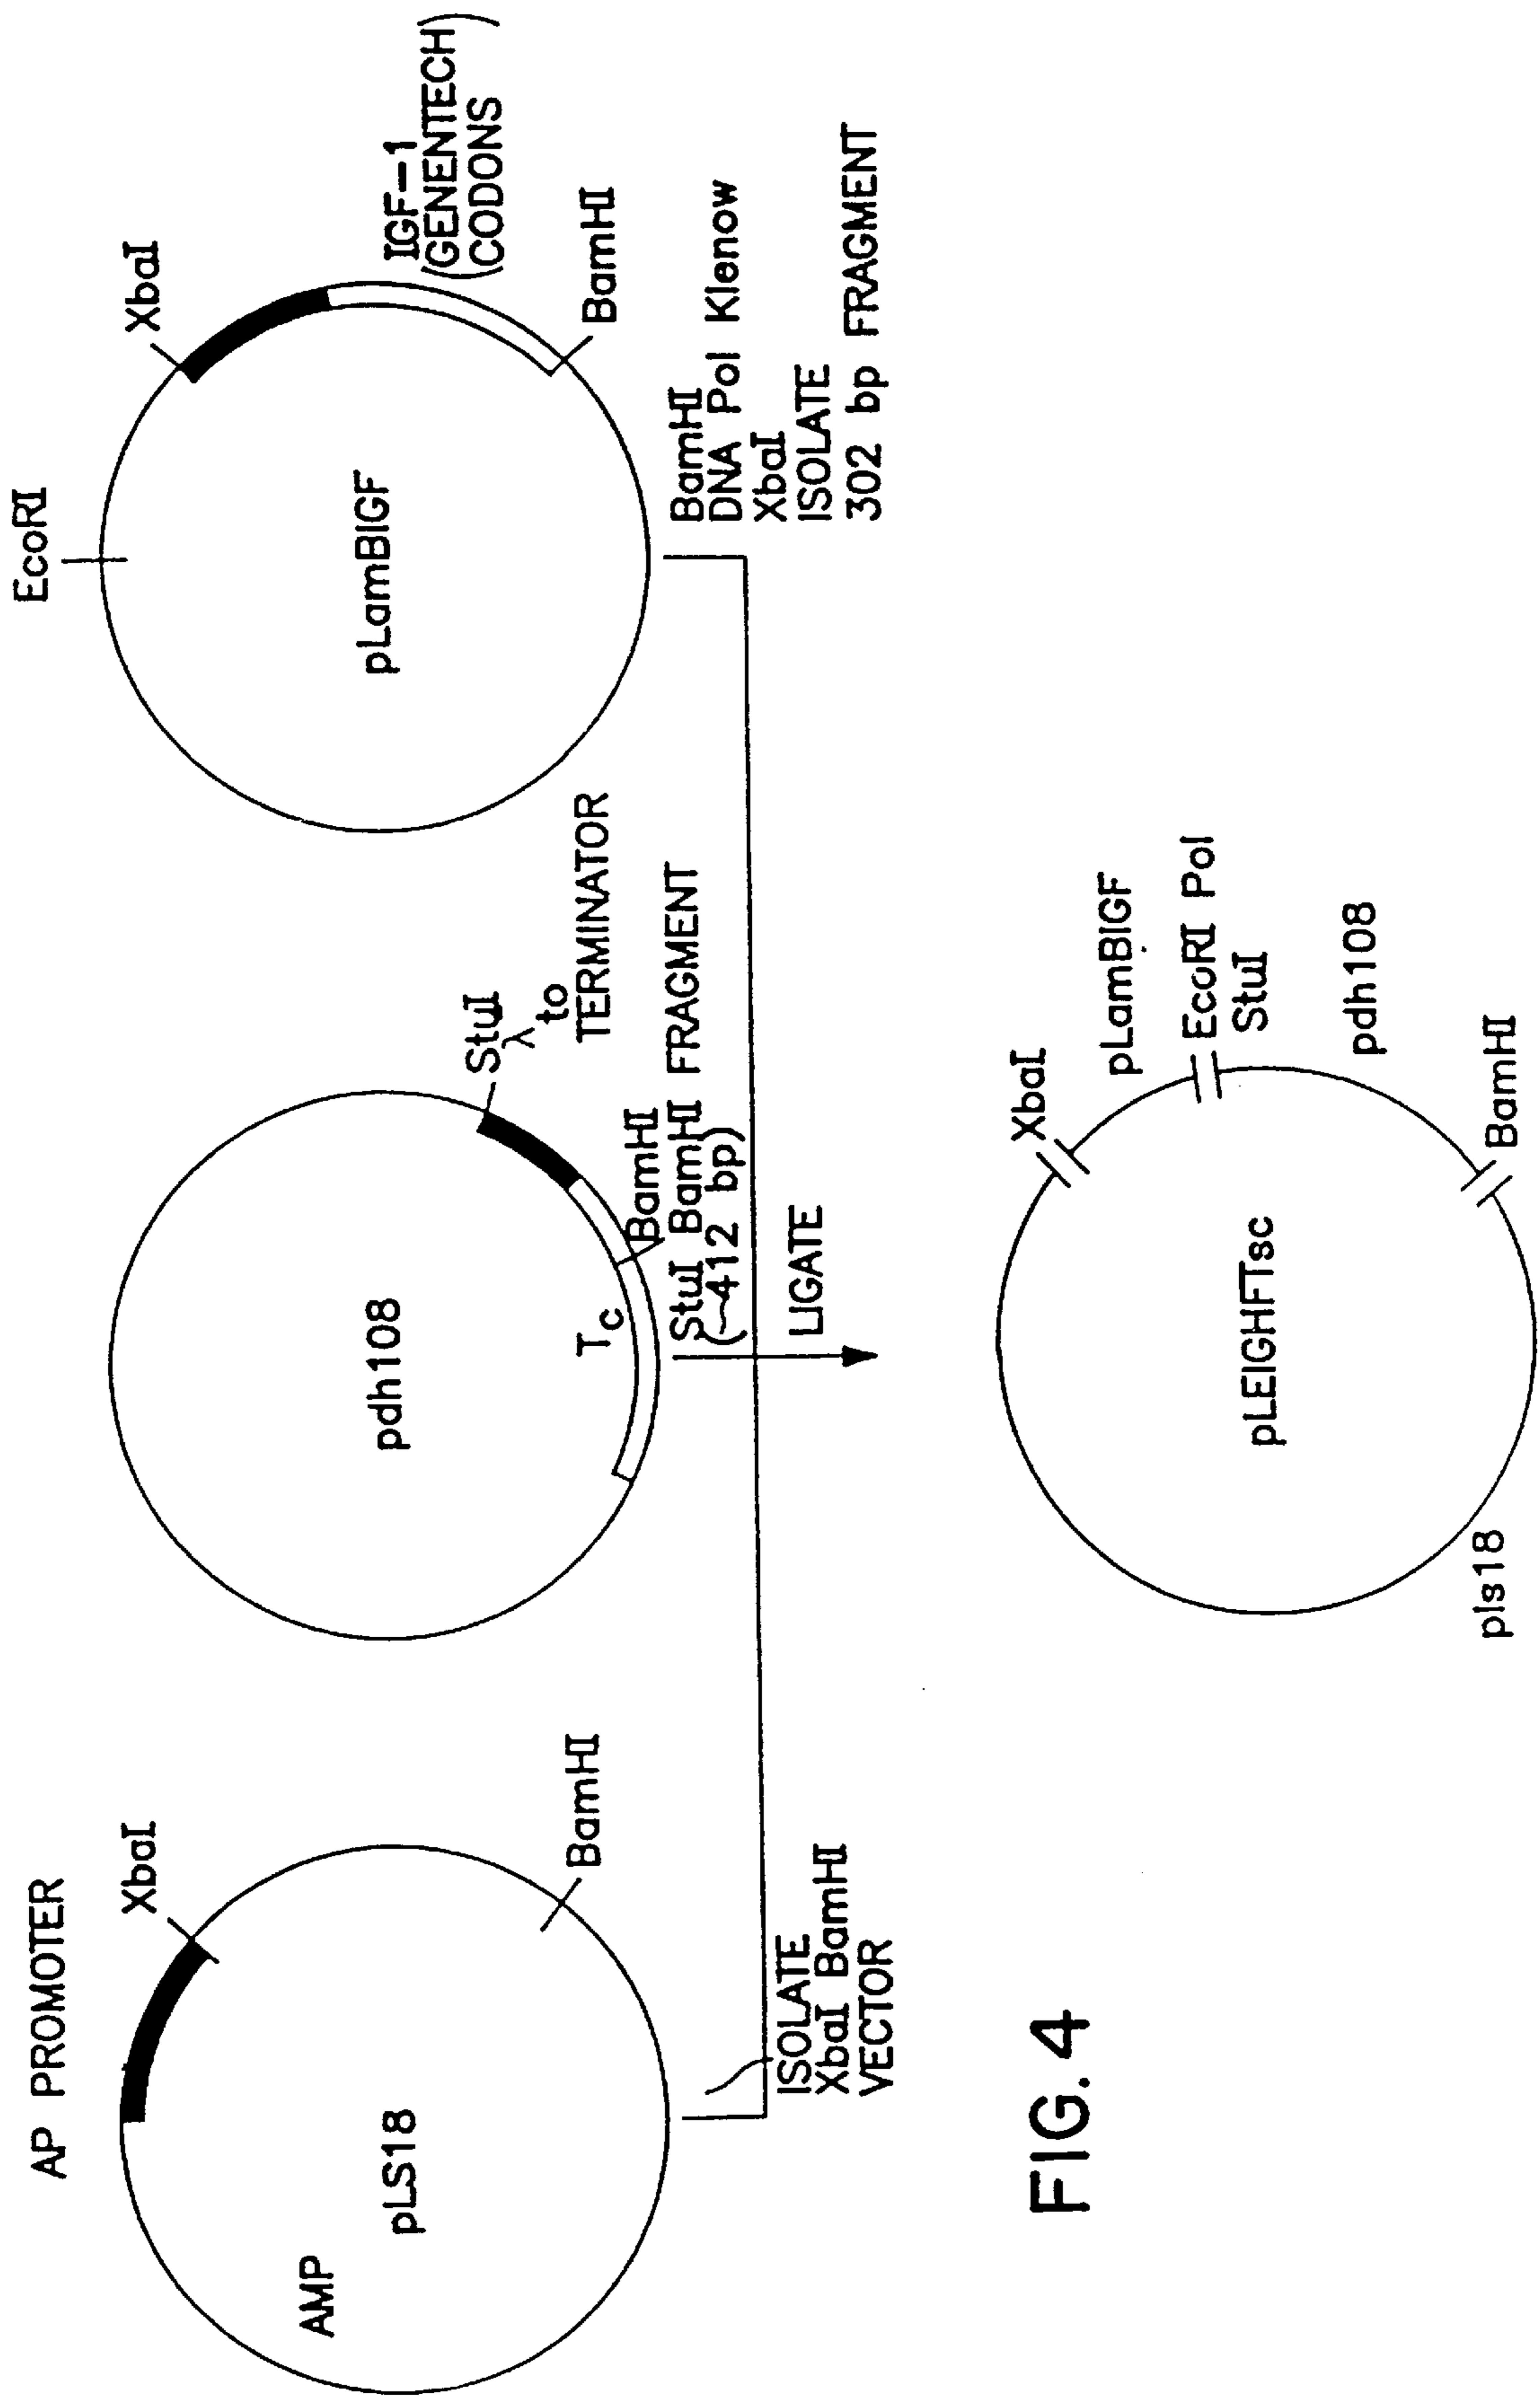 AP PROMOTER
XbaI
AMP
pLS18
BamHI
ISOLATE
XbaI BamHI
VECTOR
pdh108
StuI
λ to
TERMINATOR
Tc
BamHI
StuI BamHI FRAGMENT
(~412 bp)
LIGATE
EcoRI
XbaI
pLamBIGF
IGF-1
(GENENTECH)
(CODONS
BamHI
BamHI
DNA Pol Klenow
XbaI
ISOLATE
302 bp FRAGMENT
XbaI
pLamBIGF
EcoRI Pol
StuI
pdh108
BamHI
pLEIGHFTsc
pls18
FIG. 4